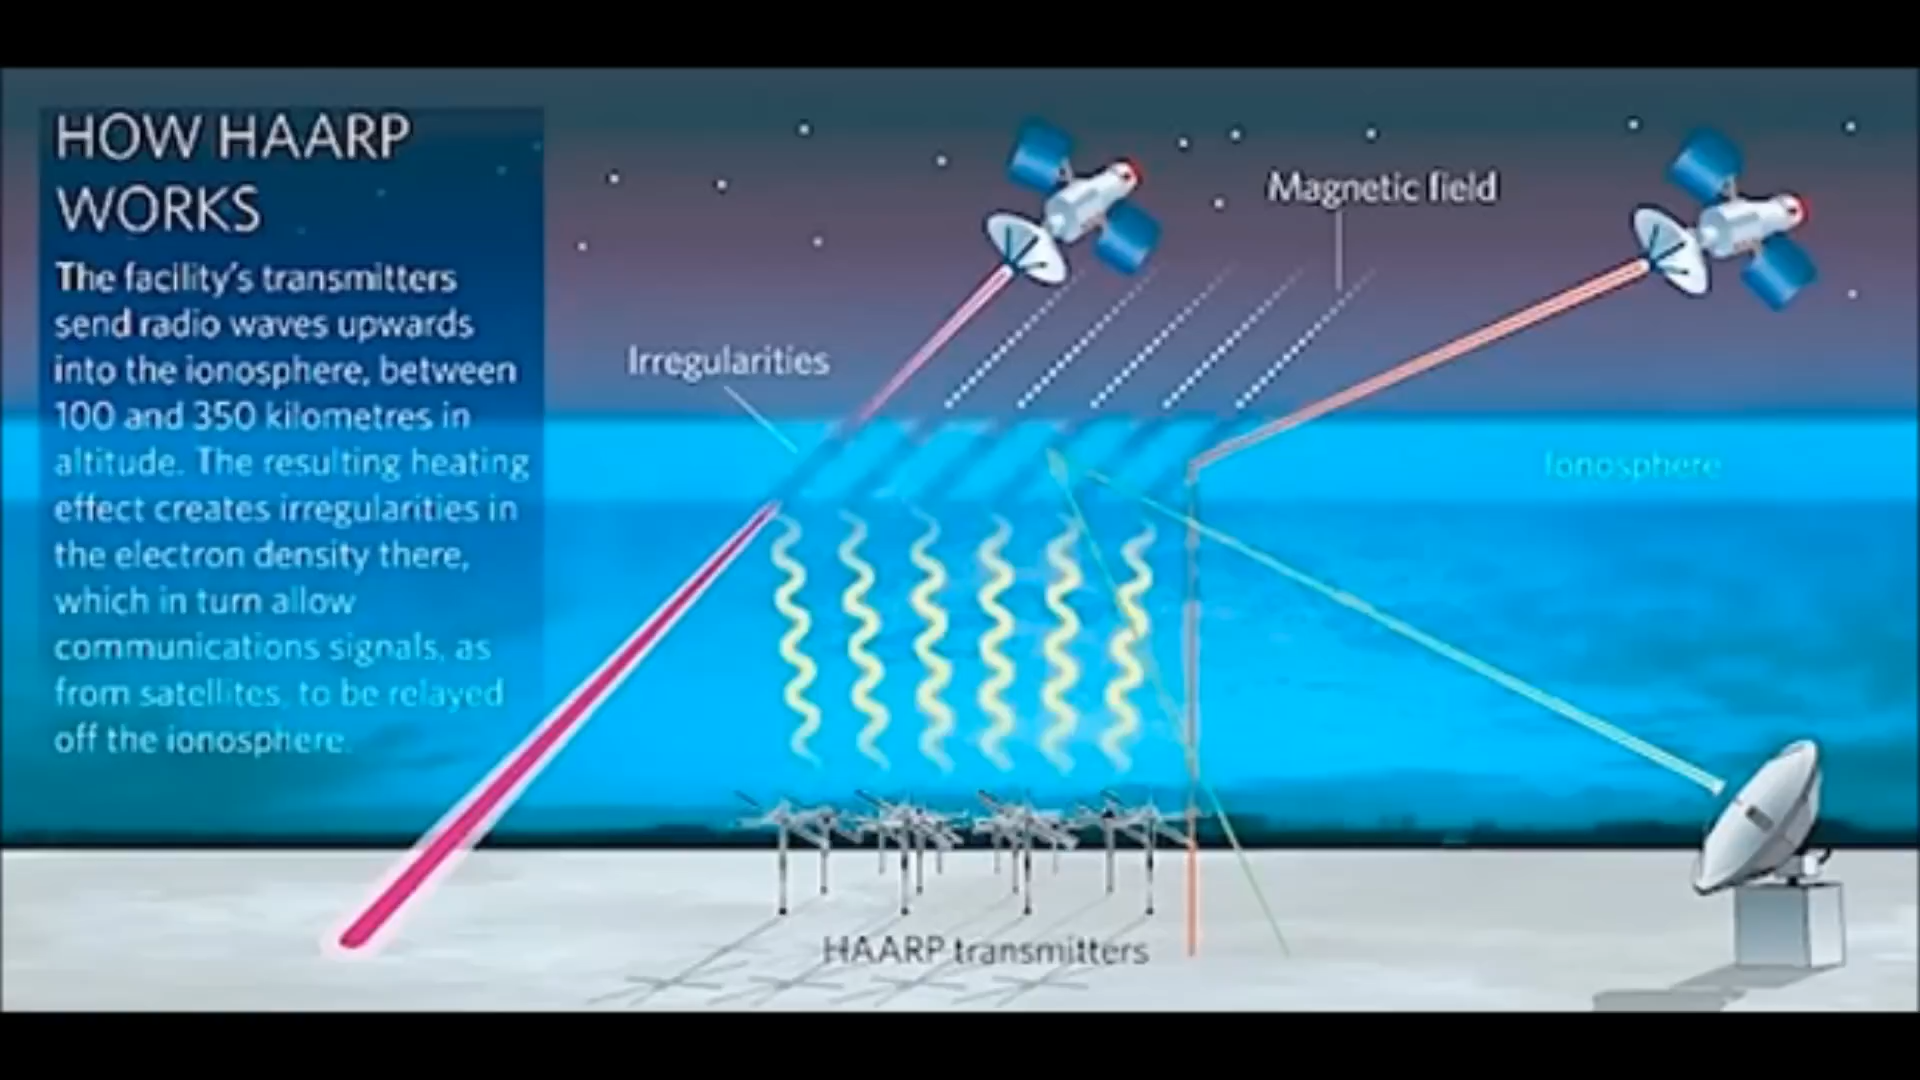 HOW HAARP
WORKS
The facility's transmitters
send radio waves upwards
into the ionosphere, between
100 and 350 kilometres in
altitude. The resulting heating
effect creates irregularities in
the electron density there,
which in turn allow
communications signals, as
from satellites, to be relayed
off the ionosphere.
Magnetic field
Irregularities
Ionosphere
HAARP transmitters